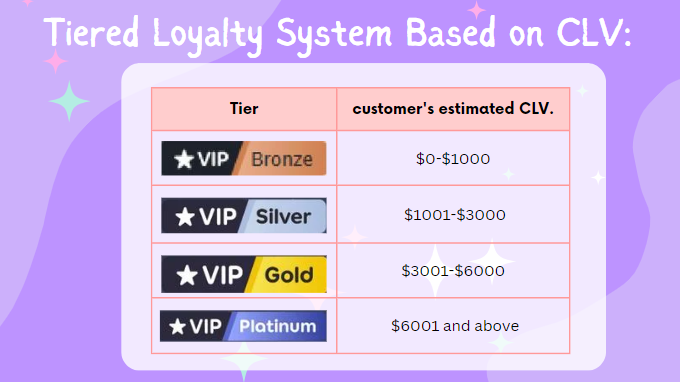 Tiered Loyalty System Based on CLV:
Tier customer's estimated CLV.
VIP Bronze $0-$1000
VIP Silver $1001-$3000
VIP Gold $3001-$6000
VIP Platinum $6001 and above